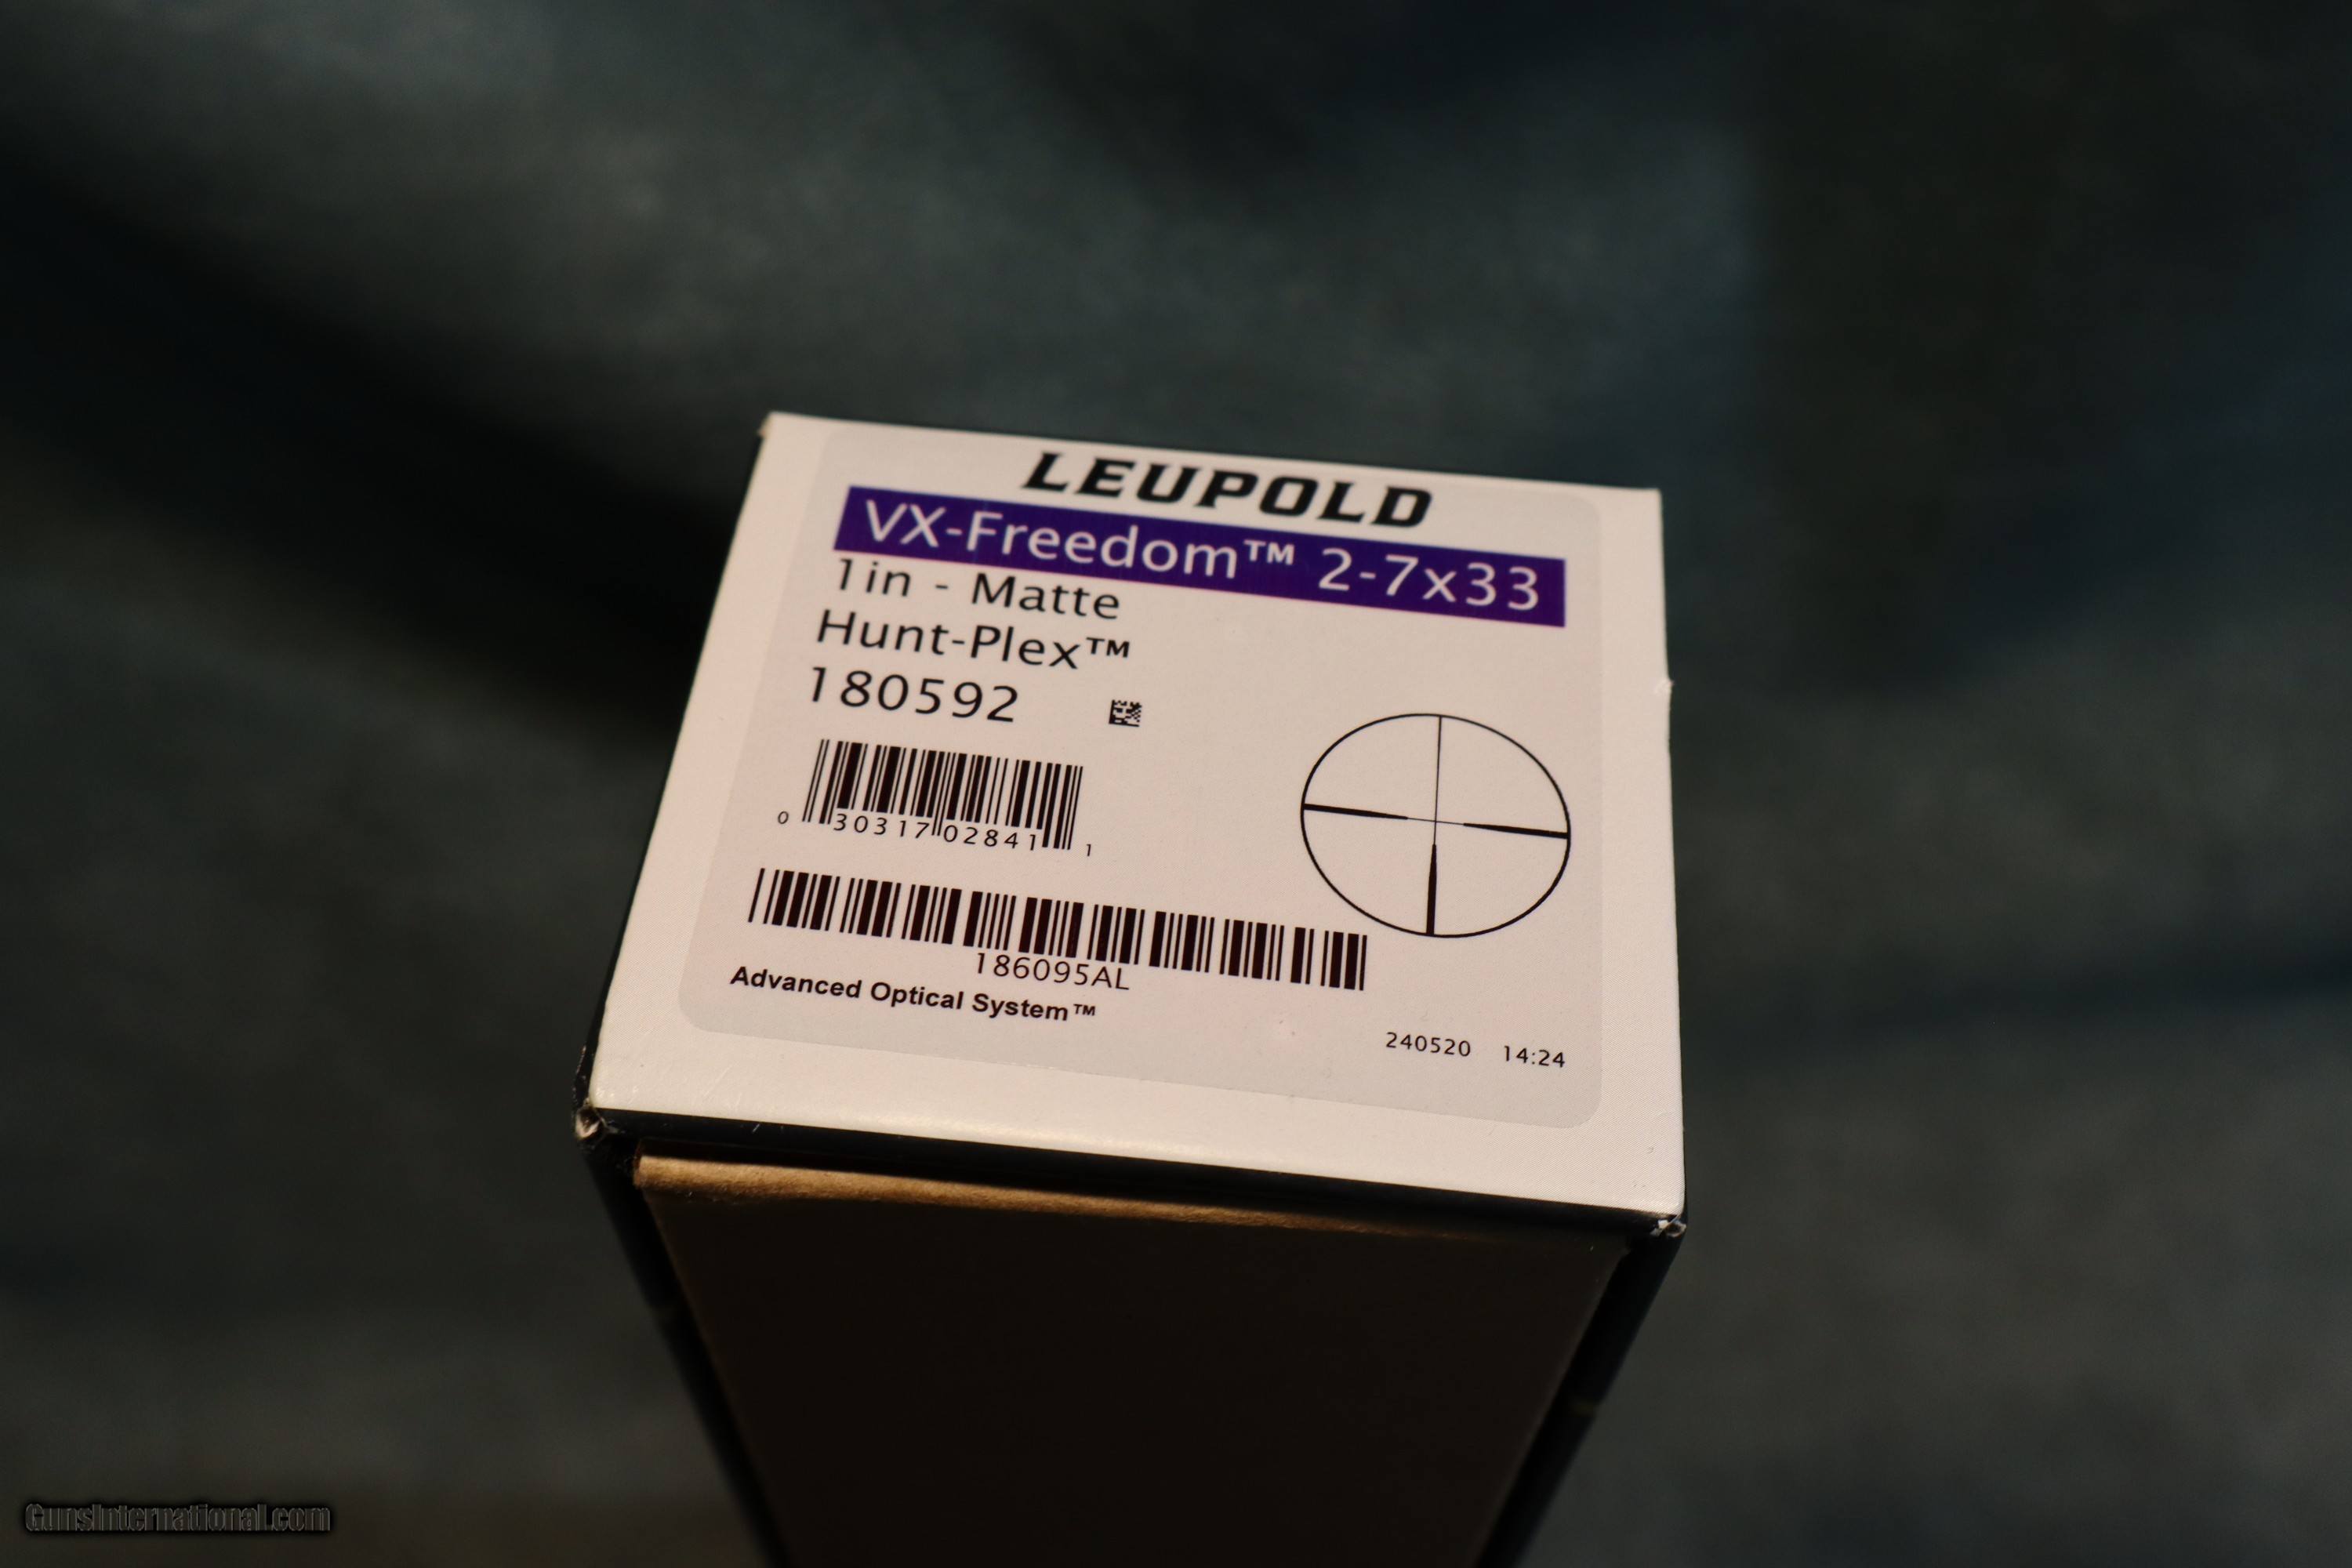 LEUPOLD
VX-Freedom™ 2-7x33
1in - Matte
Hunt-Plex™
180592
0 30317 02841 1
186095AL
Advanced Optical System™
240520 14:24
GunsInternational.com